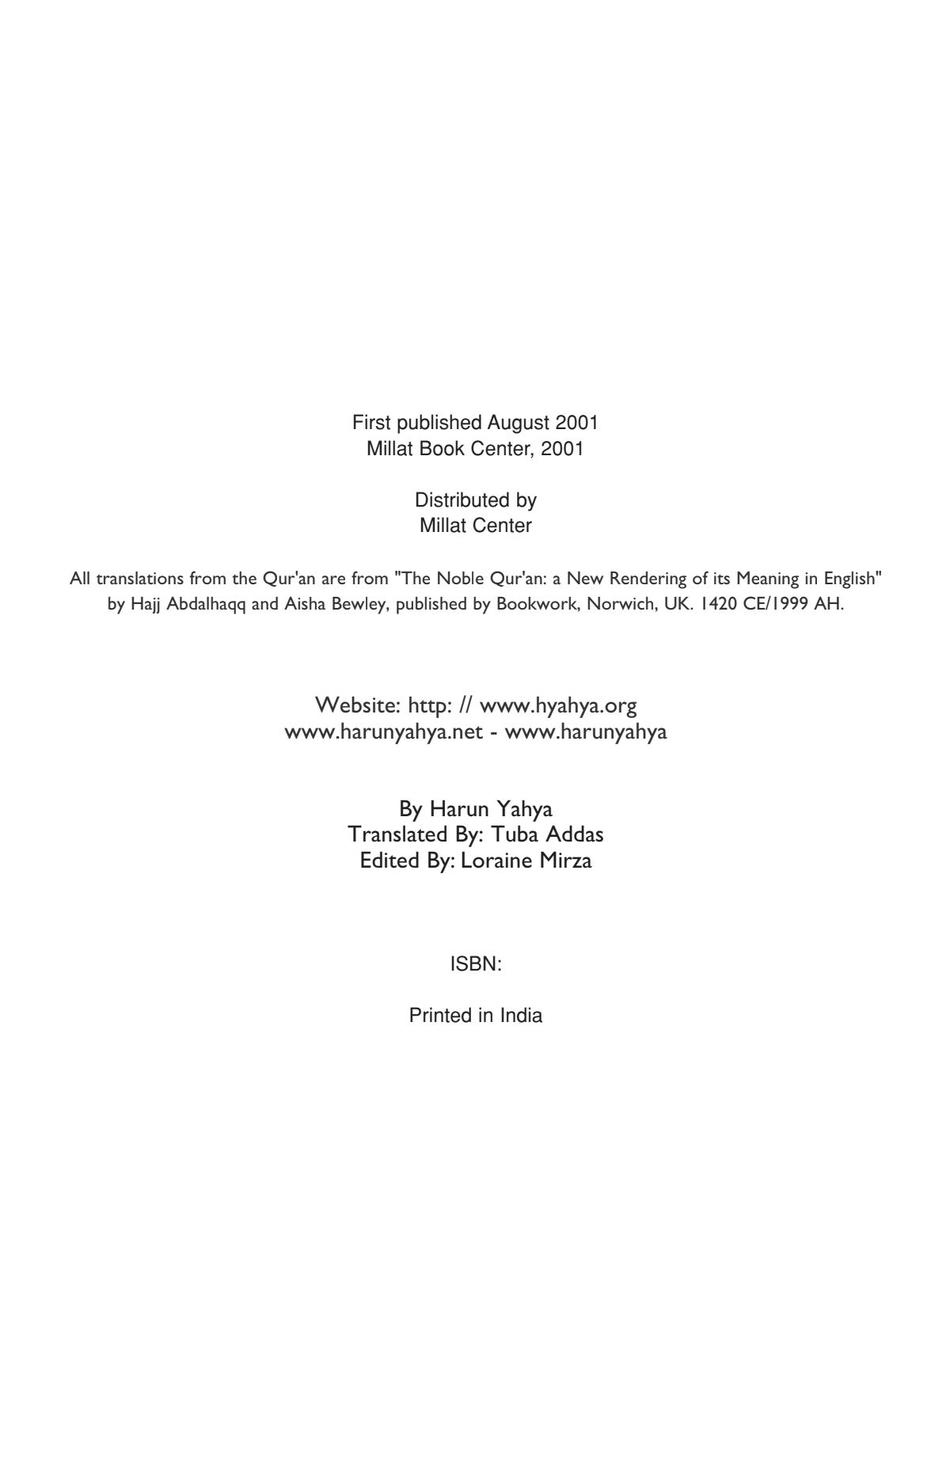 First published August 2001
Millat Book Center, 2001
Distributed by
Millat Center
All translations from the Qur'an are from "The Noble Qur'an: a New Rendering of its Meaning in English"
by Hajj Abdalhaqq and Aisha Bewley, published by Bookwork, Norwich, UK. 1420 CE/1999 AH.
Website: http: // www.hyahya.org
www.harunyahya.net - www.harunyahya
By Harun Yahya
Translated By: Tuba Addas
Edited By: Loraine Mirza
ISBN:
Printed in India